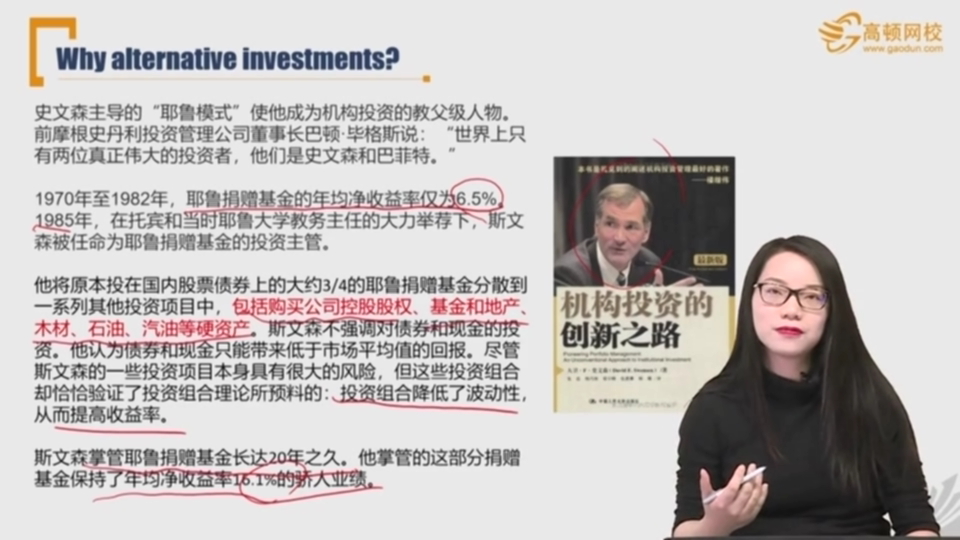 Why alternative investments?
高顿网校
www.gaodun.com
史文森主导的“耶鲁模式”使他成为机构投资的教父级人物。
前摩根史丹利投资管理公司董事长巴顿·毕格斯说：“世界上只
有两位真正伟大的投资者，他们是史文森和巴菲特。”
1970年至1982年，耶鲁捐赠基金的年均净收益率仅为6.5%。
1985年，在托宾和当时耶鲁大学教务主任的大力举荐下，斯文
森被任命为耶鲁捐赠基金的投资主管。
他将原本投在国内股票债券上的大约3/4的耶鲁捐赠基金分散到
一系列其他投资项目中，包括购买公司控股股权、基金和地产、
木材、石油、汽油等硬资产。斯文森不强调对债券和现金的投
资。他认为债券和现金只能带来低于市场平均值的回报。尽管
斯文森的一些投资项目本身具有很大的风险，但这些投资组合
却恰恰验证了投资组合理论所预料的：投资组合降低了波动性，
从而提高收益率。
斯文森掌管耶鲁捐赠基金长达20年之久。他掌管的这部分捐赠
基金保持了年均净收益率16.1%的骄人业绩。
最新版
机构投资的
创新之路
Pioneering Portfolio Management
An Unconventional Approach to Institutional Investment